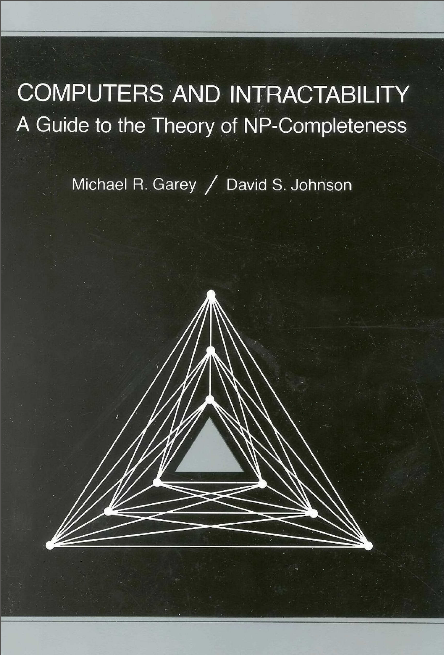 COMPUTERS AND INTRACTABILITY
A Guide to the Theory of NP-Completeness
Michael R. Garey / David S. Johnson